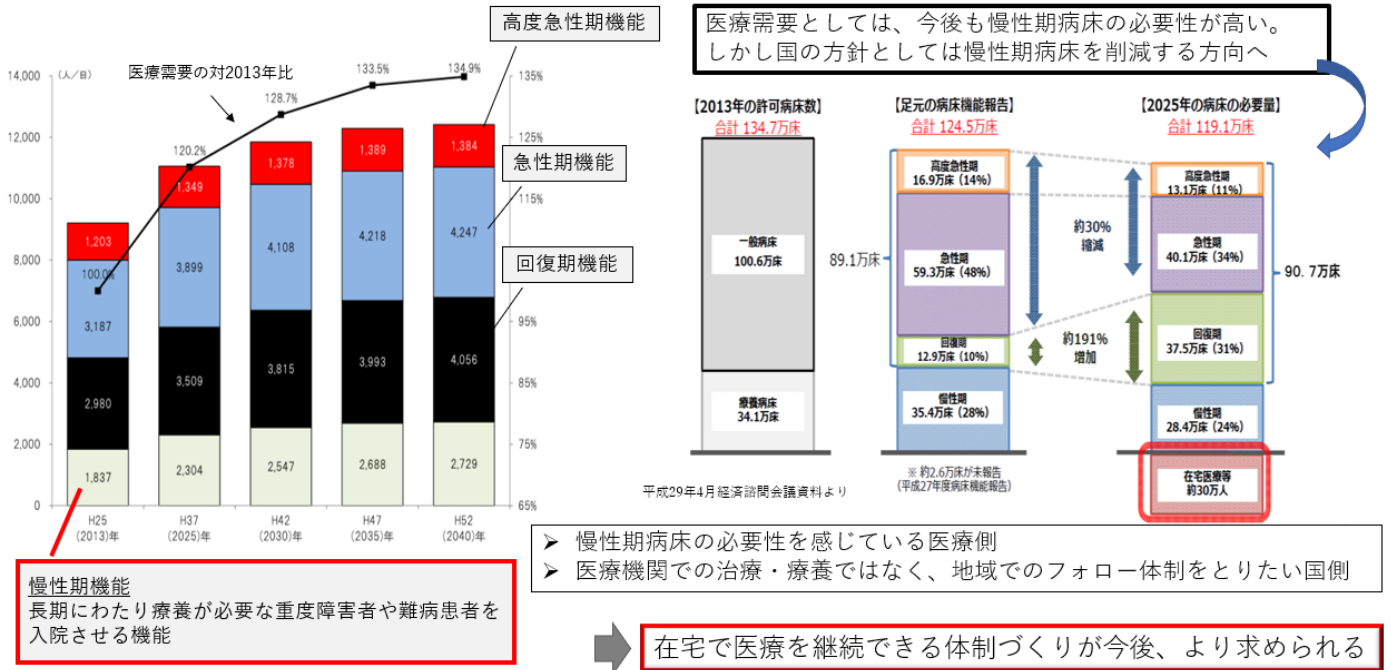 高度急性期機能
医療需要としては、今後も慢性期病床の必要性が高い。
しかし国の方針としては慢性期病床を削減する方向へ
14,000
(人/日)
医療需要の対2013年比
133.5%
134.9%
135%
128.7%
12,000
120.2%
125%
1,384
1,389
1,378
1,349
急性期機能
10,000
115%
1,203
4,247
4,218
4,108
3,899
8,000
100.0%
回復期機能
3,187
6,000
95%
4,056
3,993
3,815
3,509
4,000
85%
2,980
2,000
75%
1,837
2,304
2,547
2,688
2,729
0
65%
H25
(2013)年
H37
(2025)年
H42
(2030)年
H47
(2035)年
H52
(2040)年
慢性期機能
長期にわたり療養が必要な重度障害者や難病患者を
入院させる機能
【2013年の許可病床数】
合計 134.7万床
一般病床
100.6万床
療養病床
34.1万床
【足元の病床機能報告】
合計 124.5万床
高度急性期
16.9万床 (14%)
89.1万床
急性期
59.3万床 (48%)
回復期
12.9万床 (10%)
慢性期
35.4万床 (28%)
※ 約2.6万床が未報告
(平成27年度病床機能報告)
約30%
縮減
約191%
増加
【2025年の病床の必要量】
合計 119.1万床
高度急性期
13.1万床 (11%)
急性期
40.1万床 (34%)
90.7万床
回復期
37.5万床 (31%)
慢性期
28.4万床 (24%)
在宅医療等
約30万人
平成29年4月経済諮問会議資料より
➢ 慢性期病床の必要性を感じている医療側
➢ 医療機関での治療・療養ではなく、地域でのフォロー体制をとりたい国側
在宅で医療を継続できる体制づくりが今後、より求められる